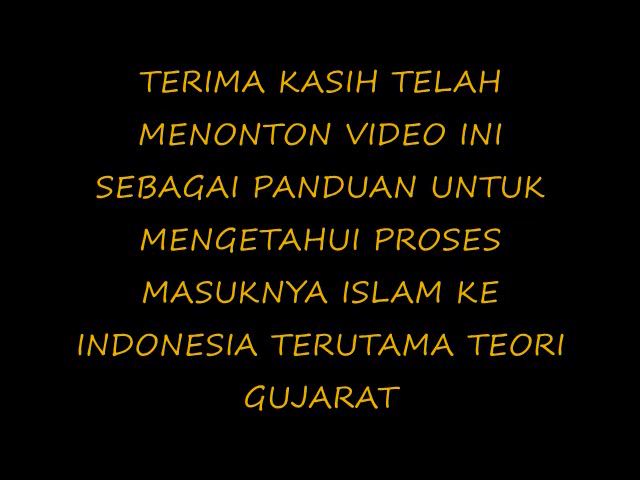 TERIMA KASIH TELAH
MENONTON VIDEO INI
SEBAGAI PANDUAN UNTUK
MENGETAHUI PROSES
MASUKNYA ISLAM KE
INDONESIA TERUTAMA TEORI
GUJARAT